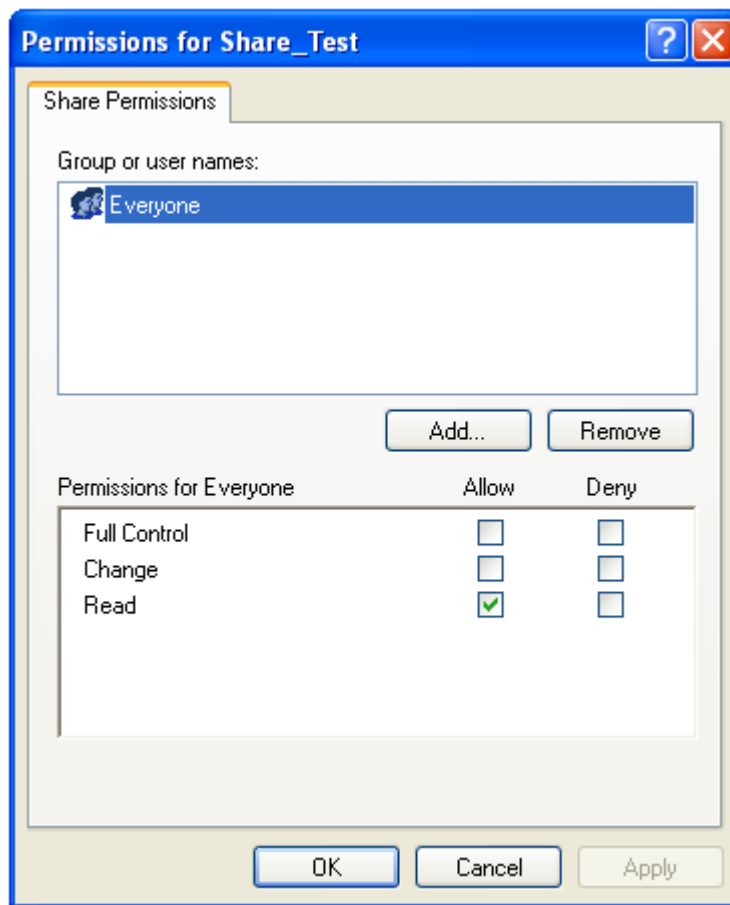 Permissions for Share_Test
?
Share Permissions
Group or user names:
Everyone
Add... Remove
Permissions for Everyone Allow Deny
Full Control
Change
Read
OK Cancel Apply